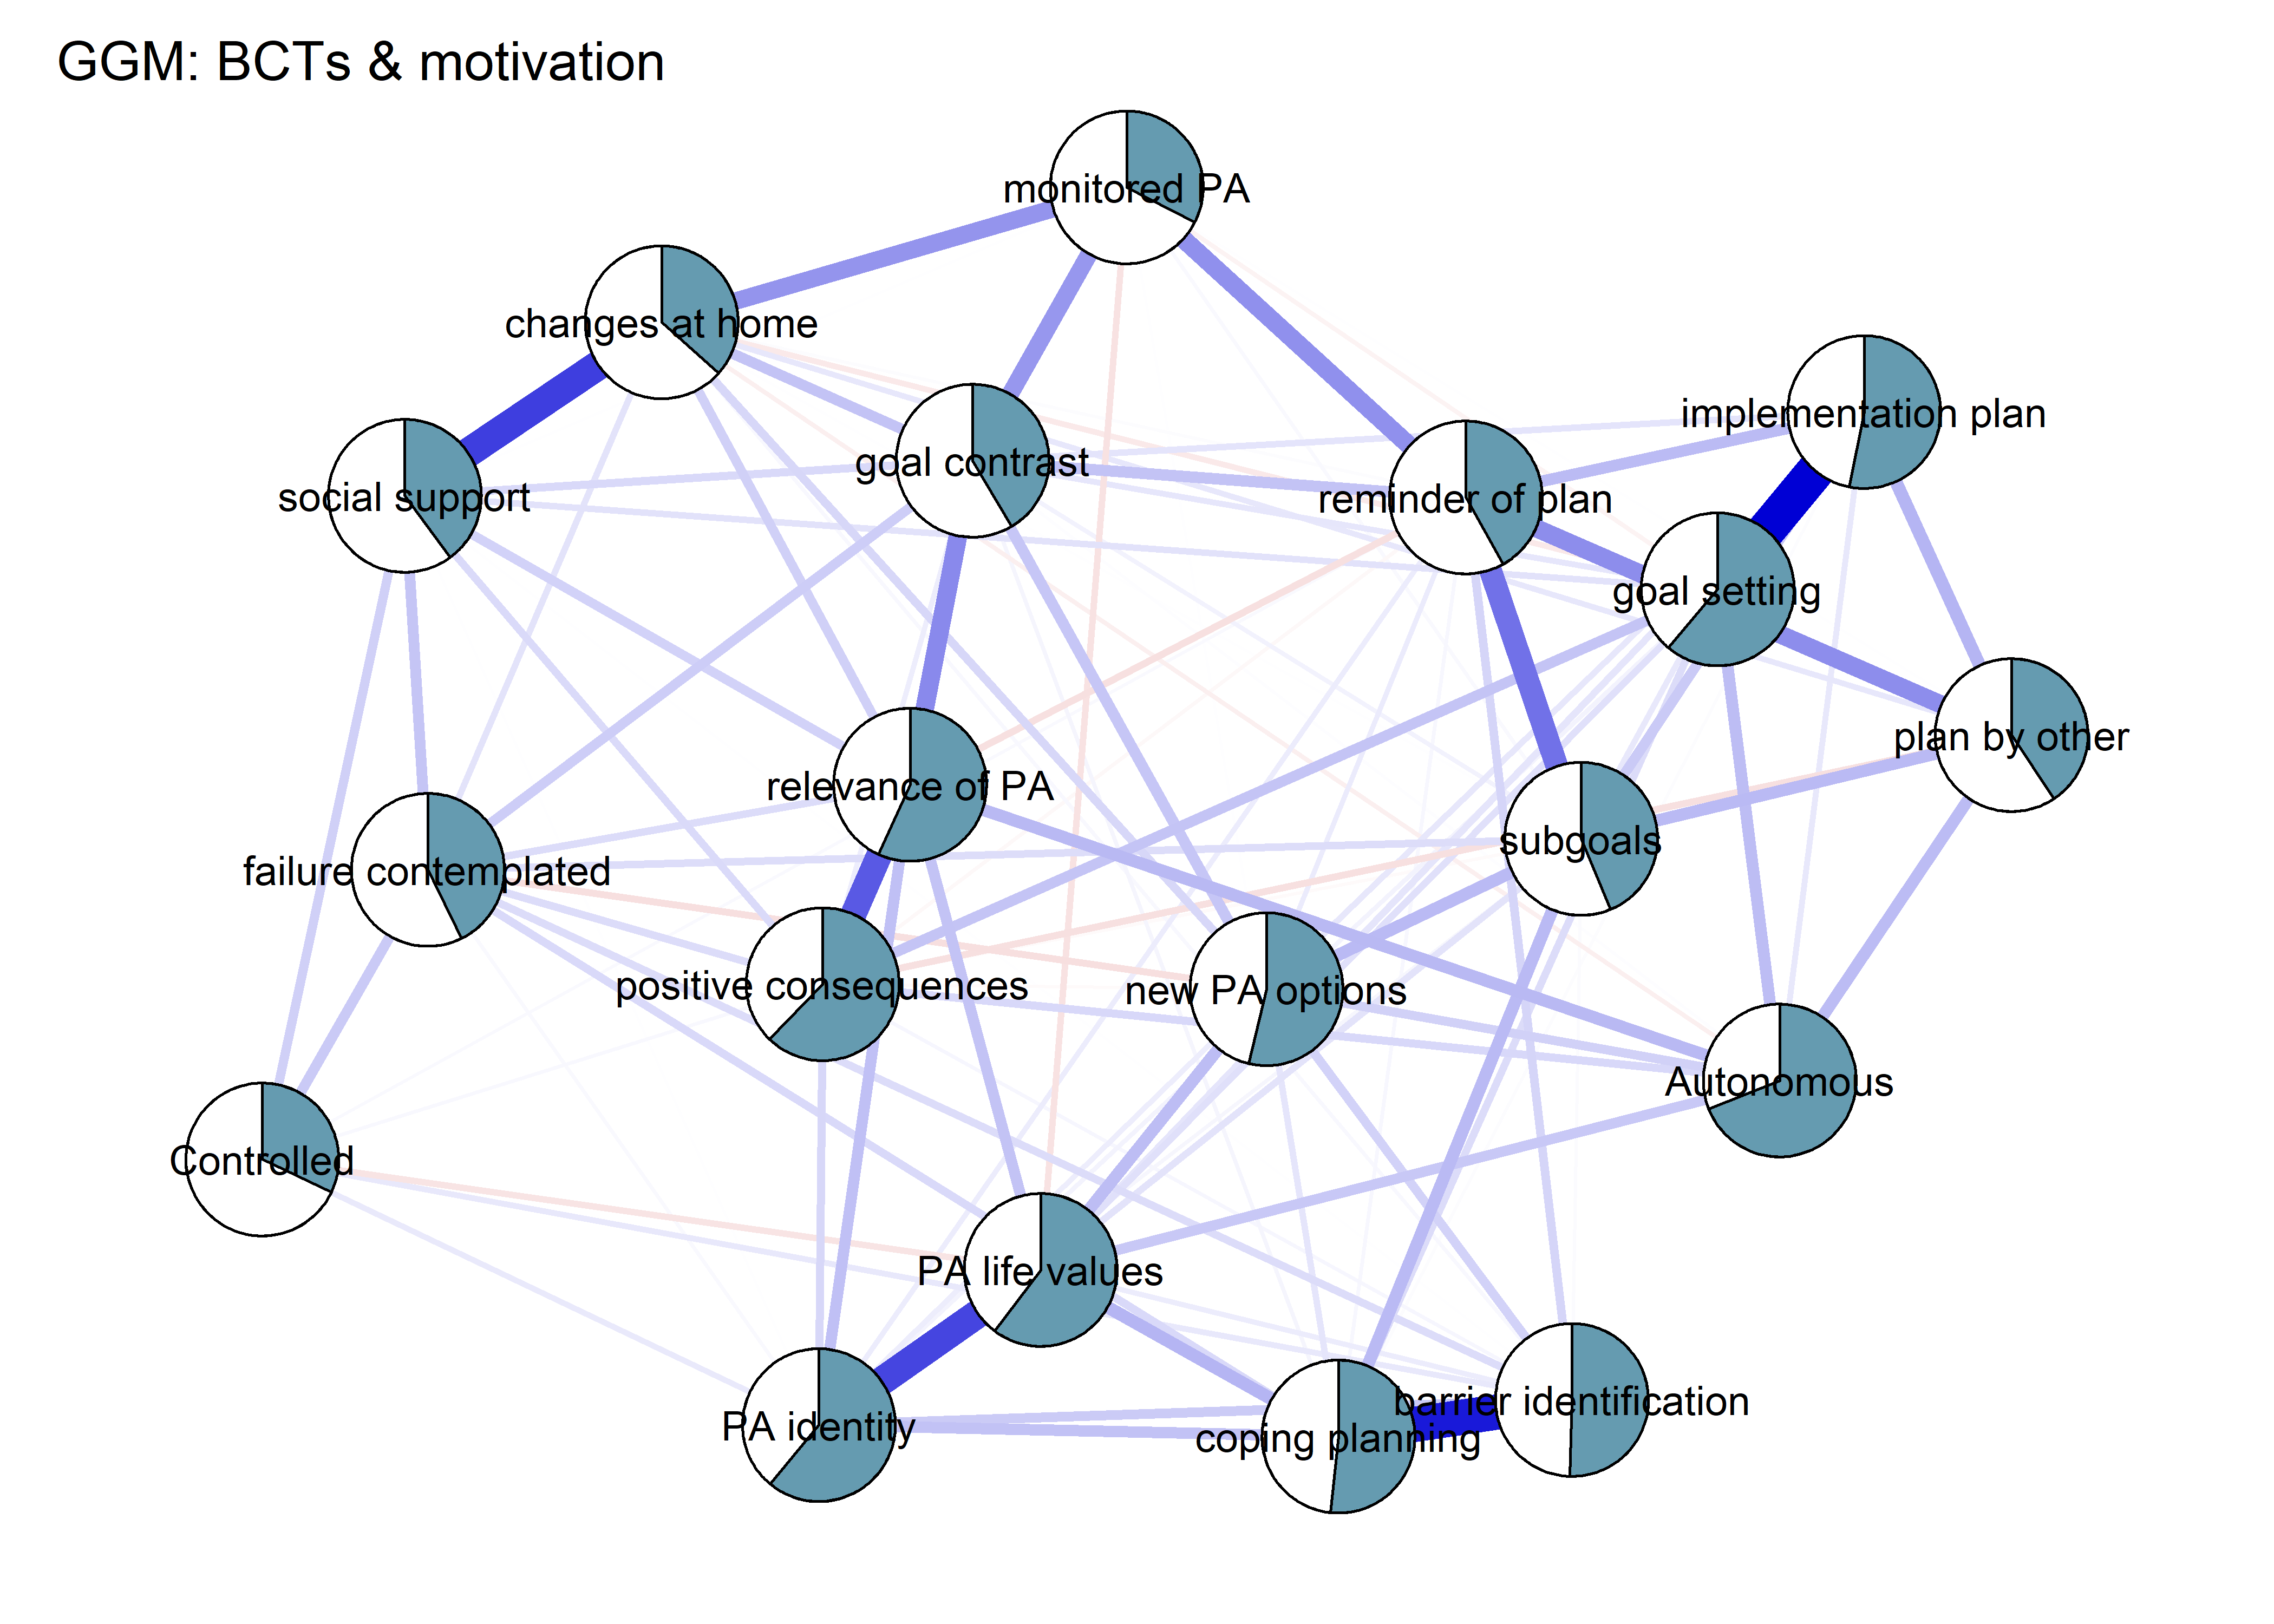 GGM: BCTs & motivation
monitored PA
changes at home
implementation plan
goal contrast
social support
reminder of plan
goal setting
plan by other
relevance of PA
subgoals
failure contemplated
positive consequences
new PA options
Autonomous
Controlled
PA life values
barrier identification
PA identity
coping planning